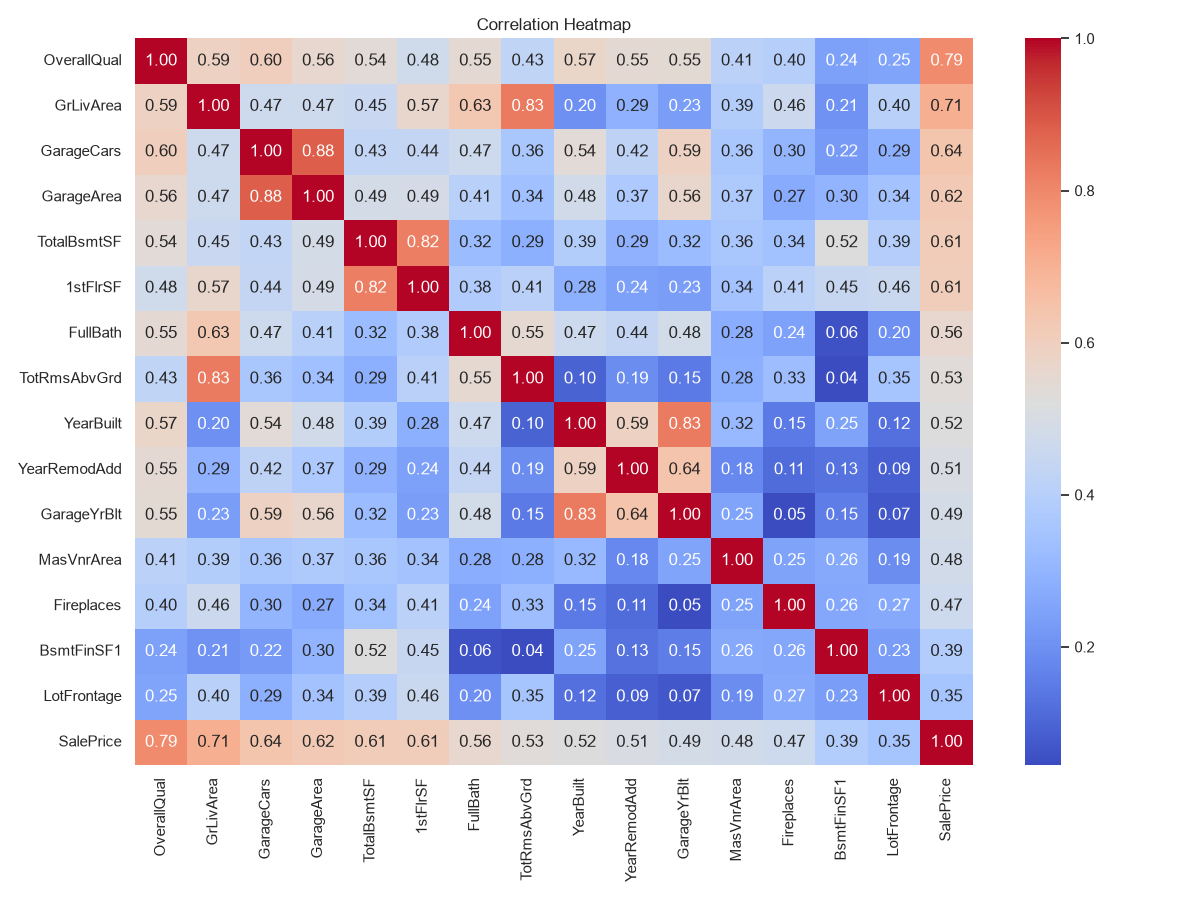 Correlation Heatmap
OverallQual 1.00 0.59 0.60 0.56 0.54 0.48 0.55 0.43 0.57 0.55 0.55 0.41 0.40 0.24 0.25 0.79
GrLivArea 0.59 1.00 0.47 0.47 0.45 0.57 0.63 0.83 0.20 0.29 0.23 0.39 0.46 0.21 0.40 0.71
GarageCars 0.60 0.47 1.00 0.88 0.43 0.44 0.47 0.36 0.54 0.42 0.59 0.36 0.30 0.22 0.29 0.64
GarageArea 0.56 0.47 0.88 1.00 0.49 0.49 0.41 0.34 0.48 0.37 0.56 0.37 0.27 0.30 0.34 0.62
TotalBsmtSF 0.54 0.45 0.43 0.49 1.00 0.82 0.32 0.29 0.39 0.29 0.32 0.36 0.34 0.52 0.39 0.61
1stFlrSF 0.48 0.57 0.44 0.49 0.82 1.00 0.38 0.41 0.28 0.24 0.23 0.34 0.41 0.45 0.46 0.61
FullBath 0.55 0.63 0.47 0.41 0.32 0.38 1.00 0.55 0.47 0.44 0.48 0.28 0.24 0.06 0.20 0.56
TotRmsAbvGrd 0.43 0.83 0.36 0.34 0.29 0.41 0.55 1.00 0.10 0.19 0.15 0.28 0.33 0.04 0.35 0.53
YearBuilt 0.57 0.20 0.54 0.48 0.39 0.28 0.47 0.10 1.00 0.59 0.83 0.32 0.15 0.25 0.12 0.52
YearRemodAdd 0.55 0.29 0.42 0.37 0.29 0.24 0.44 0.19 0.59 1.00 0.64 0.18 0.11 0.13 0.09 0.51
GarageYrBlt 0.55 0.23 0.59 0.56 0.32 0.23 0.48 0.15 0.83 0.64 1.00 0.25 0.05 0.15 0.07 0.49
MasVnrArea 0.41 0.39 0.36 0.37 0.36 0.34 0.28 0.28 0.32 0.18 0.25 1.00 0.25 0.26 0.19 0.48
Fireplaces 0.40 0.46 0.30 0.27 0.34 0.41 0.24 0.33 0.15 0.11 0.05 0.25 1.00 0.26 0.27 0.47
BsmtFinSF1 0.24 0.21 0.22 0.30 0.52 0.45 0.06 0.04 0.25 0.13 0.15 0.26 0.26 1.00 0.23 0.39
LotFrontage 0.25 0.40 0.29 0.34 0.39 0.46 0.20 0.35 0.12 0.09 0.07 0.19 0.27 0.23 1.00 0.35
SalePrice 0.79 0.71 0.64 0.62 0.61 0.61 0.56 0.53 0.52 0.51 0.49 0.48 0.47 0.39 0.35 1.00
OverallQual GrLivArea GarageCars GarageArea TotalBsmtSF 1stFlrSF FullBath TotRmsAbvGrd YearBuilt YearRemodAdd GarageYrBlt MasVnrArea Fireplaces BsmtFinSF1 LotFrontage SalePrice
1.0
0.8
0.6
0.4
0.2